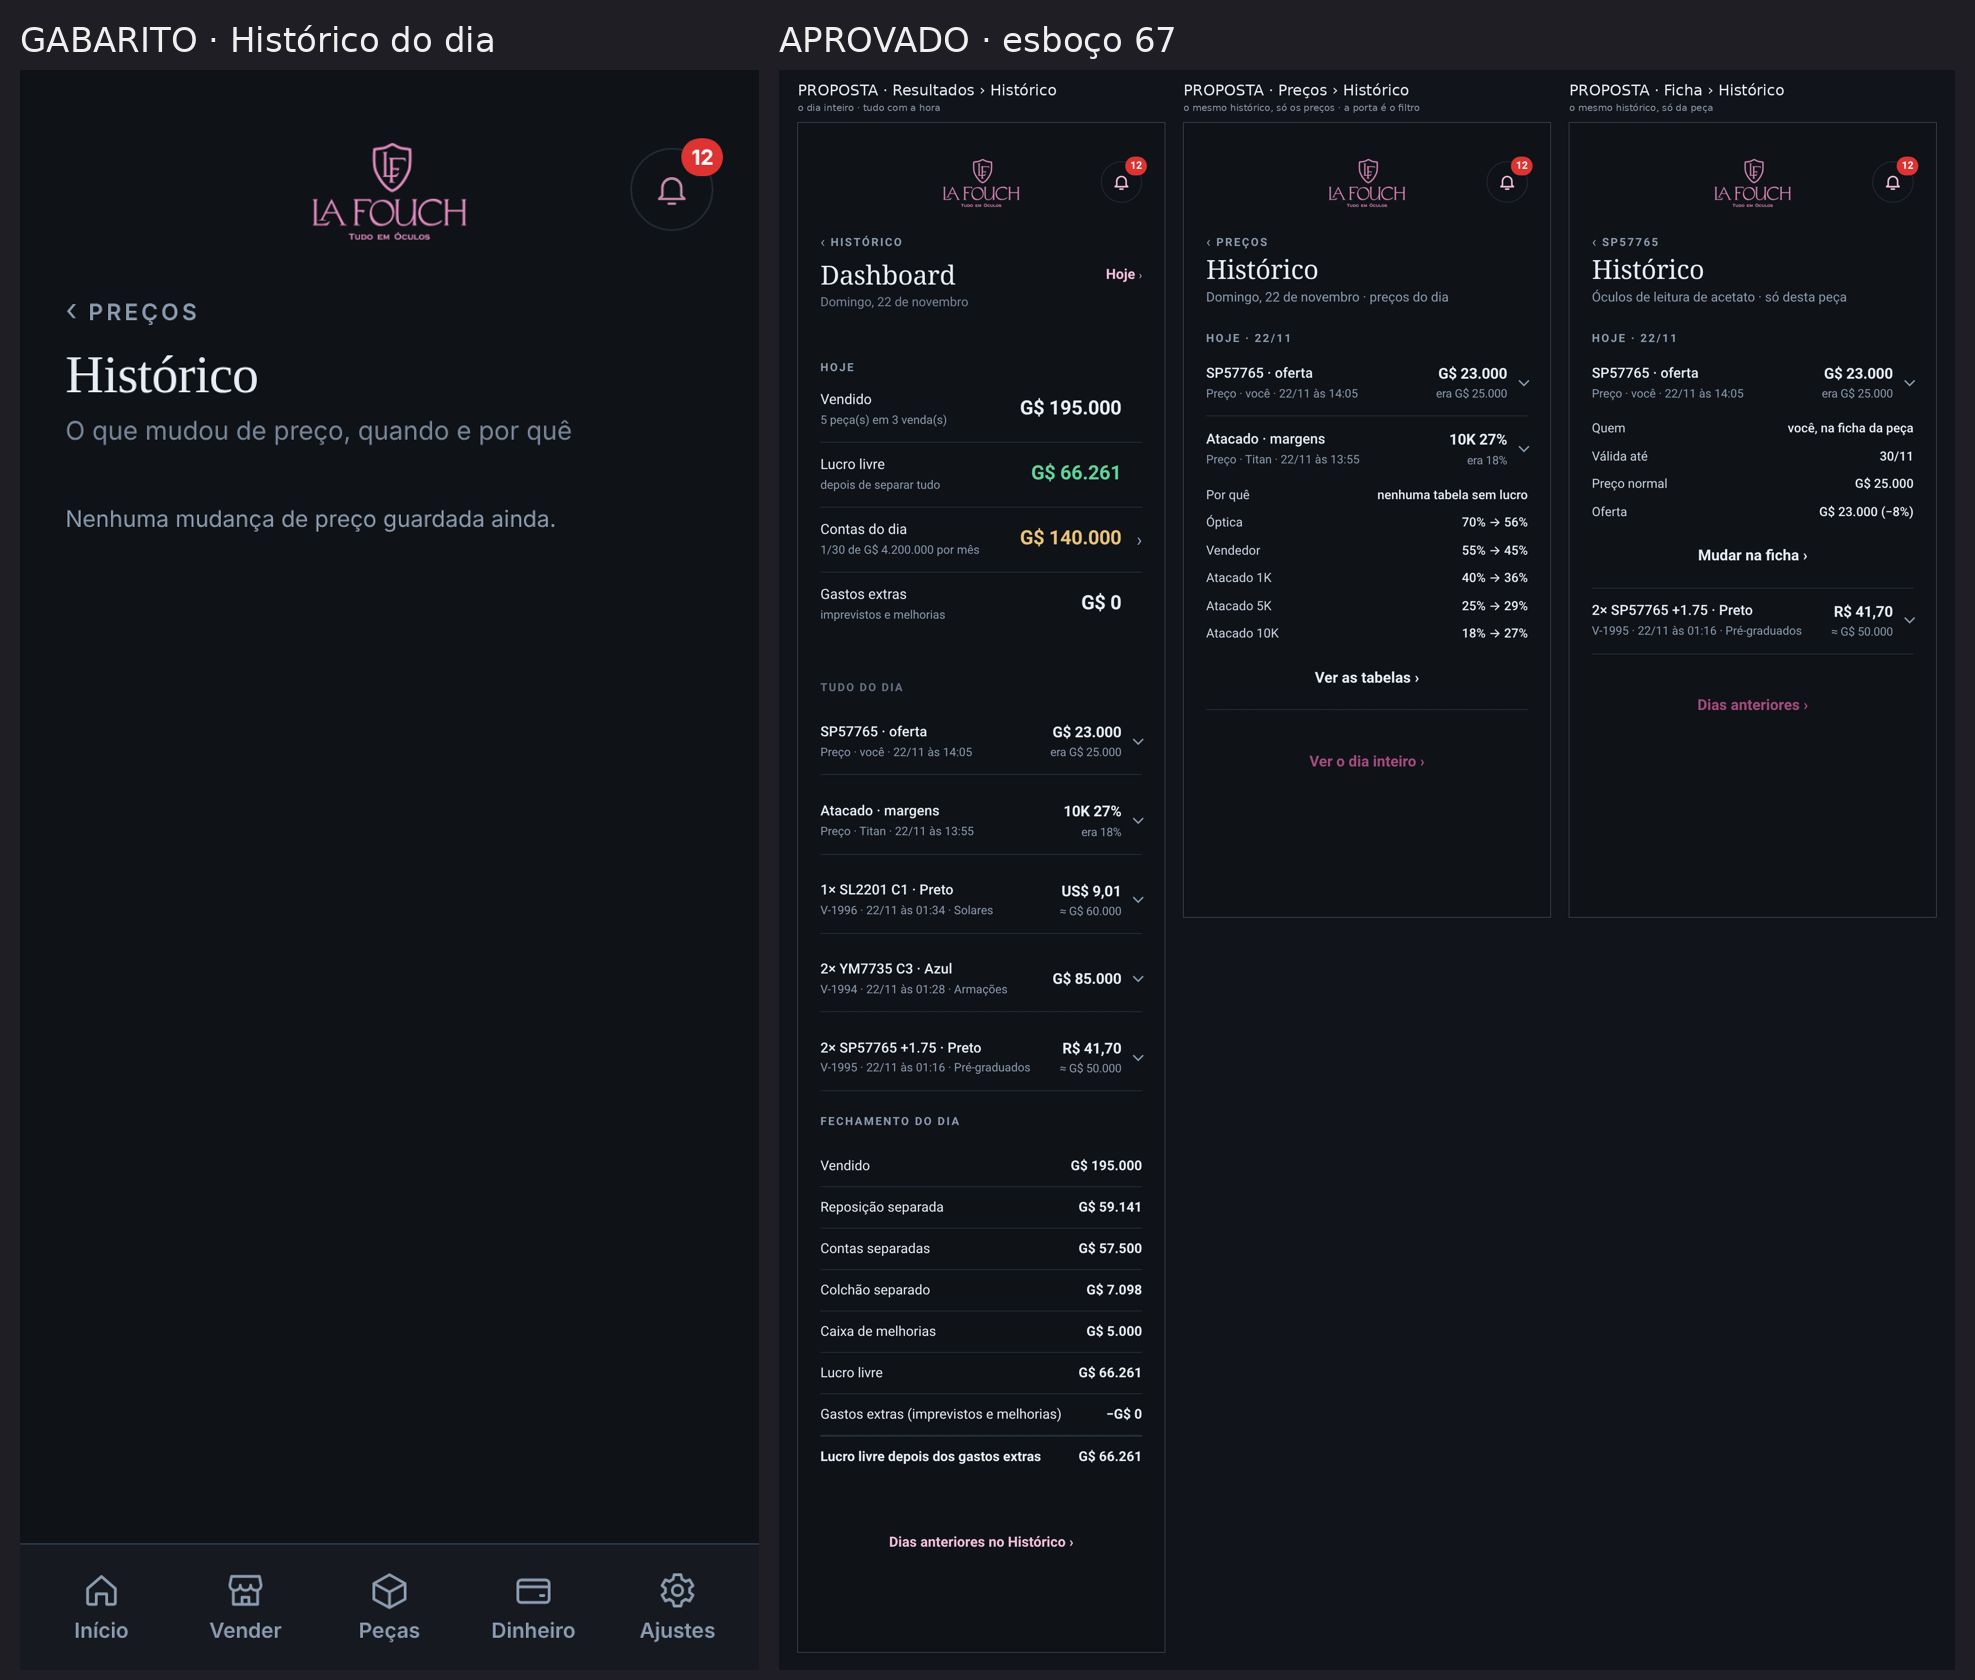 GABARITO · Histórico do dia
12
LF
LA FOUCH
TUDO EM ÓCULOS
‹ PREÇOS
Histórico
O que mudou de preço, quando e por quê
Nenhuma mudança de preço guardada ainda.
Início
Vender
Peças
Dinheiro
Ajustes
APROVADO · esboço 67
PROPOSTA · Resultados › Histórico
o dia inteiro · tudo com a hora
12
LF
LA FOUCH
TUDO EM ÓCULOS
‹ HISTÓRICO
Dashboard
Hoje ›
Domingo, 22 de novembro
HOJE
Vendido
G$ 195.000
5 peça(s) em 3 venda(s)
Lucro livre
G$ 66.261
depois de separar tudo
Contas do dia
G$ 140.000 ›
1/30 de G$ 4.200.000 por mês
Gastos extras
G$ 0
imprevistos e melhorias
TUDO DO DIA
SP57765 · oferta
G$ 23.000
Preço · você · 22/11 às 14:05
era G$ 25.000
Atacado · margens
10K 27%
Preço · Titan · 22/11 às 13:55
era 18%
1× SL2201 C1 · Preto
US$ 9,01
V-1996 · 22/11 às 01:34 · Solares
≈ G$ 60.000
2× YM7735 C3 · Azul
G$ 85.000
V-1994 · 22/11 às 01:28 · Armações
2× SP57765 +1.75 · Preto
R$ 41,70
V-1995 · 22/11 às 01:16 · Pré-graduados
≈ G$ 50.000
FECHAMENTO DO DIA
Vendido G$ 195.000
Reposição separada G$ 59.141
Contas separadas G$ 57.500
Colchão separado G$ 7.098
Caixa de melhorias G$ 5.000
Lucro livre G$ 66.261
Gastos extras (imprevistos e melhorias) −G$ 0
Lucro livre depois dos gastos extras G$ 66.261
Dias anteriores no Histórico ›
PROPOSTA · Preços › Histórico
o mesmo histórico, só os preços · a porta é o filtro
12
LF
LA FOUCH
TUDO EM ÓCULOS
‹ PREÇOS
Histórico
Domingo, 22 de novembro · preços do dia
HOJE · 22/11
SP57765 · oferta
G$ 23.000
Preço · você · 22/11 às 14:05
era G$ 25.000
Atacado · margens
10K 27%
Preço · Titan · 22/11 às 13:55
era 18%
Por quê nenhuma tabela sem lucro
Óptica 70% → 56%
Vendedor 55% → 45%
Atacado 1K 40% → 36%
Atacado 5K 25% → 29%
Atacado 10K 18% → 27%
Ver as tabelas ›
Ver o dia inteiro ›
PROPOSTA · Ficha › Histórico
o mesmo histórico, só da peça
12
LF
LA FOUCH
TUDO EM ÓCULOS
‹ SP57765
Histórico
Óculos de leitura de acetato · só desta peça
HOJE · 22/11
SP57765 · oferta
G$ 23.000
Preço · você · 22/11 às 14:05
era G$ 25.000
Quem você, na ficha da peça
Válida até 30/11
Preço normal G$ 25.000
Oferta G$ 23.000 (−8%)
Mudar na ficha ›
2× SP57765 +1.75 · Preto
R$ 41,70
V-1995 · 22/11 às 01:16 · Pré-graduados
≈ G$ 50.000
Dias anteriores ›